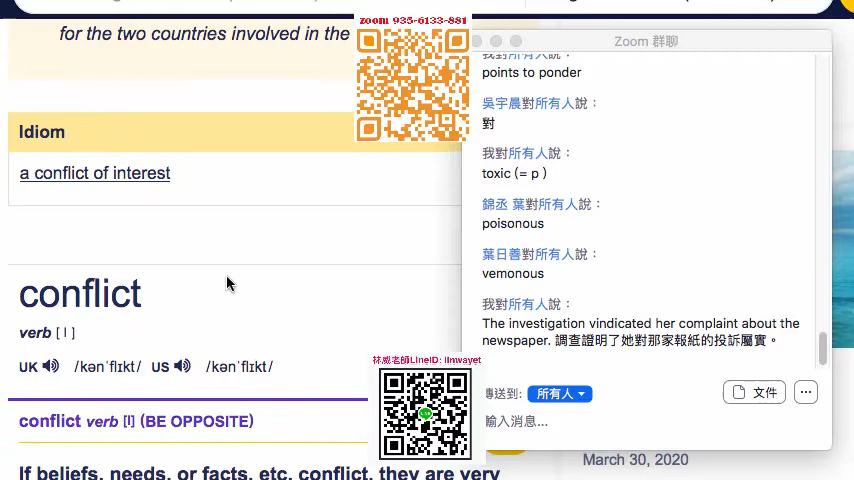 for the two countries involved in the
Idiom
a conflict of interest
conflict
verb [ I ]
UK /kənˈflɪkt/ US /kənˈflɪkt/
conflict verb [I] (BE OPPOSITE)
If beliefs, needs, or facts, etc. conflict, they are very
zoom 935-6133-881
林威老師LineID: iimwayet
Zoom 群聊
我對所有人說：
points to ponder
吳宇晨對所有人說：
對
我對所有人說：
toxic (= p )
錦丞 葉對所有人說：
poisonous
葉日善對所有人說：
vemonous
我對所有人說：
The investigation vindicated her complaint about the
newspaper. 調查證明了她對那家報紙的投訴屬實。
傳送到: 所有人
文件
輸入消息...
March 30, 2020